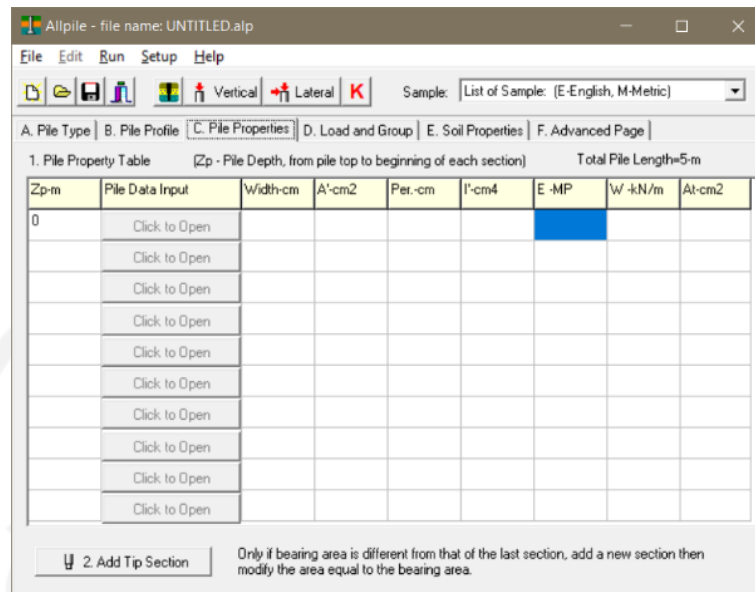 Allpile - file name: UNTITLED.alp
File Edit Run Setup Help
Vertical Lateral K Sample: List of Sample: (E-English, M-Metric)
A. Pile Type B. Pile Profile C. Pile Properties D. Load and Group E. Soil Properties F. Advanced Page
1. Pile Property Table (Zp - Pile Depth, from pile top to beginning of each section) Total Pile Length=5-m
Zp-m Pile Data Input Width-cm A'-cm2 Per.-cm I'-cm4 E -MP W -kN/m At-cm2
0 Click to Open
Click to Open
Click to Open
Click to Open
Click to Open
Click to Open
Click to Open
Click to Open
Click to Open
Click to Open
2. Add Tip Section Only if bearing area is different from that of the last section, add a new section then
modify the area equal to the bearing area.